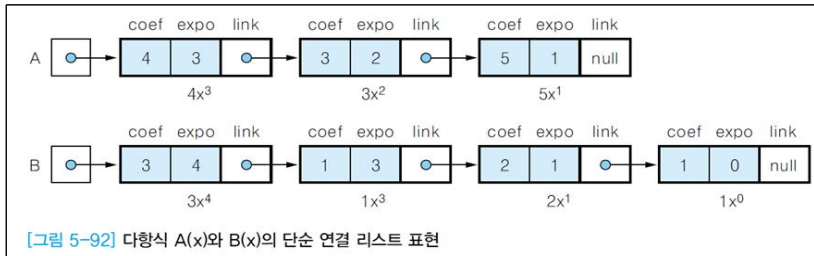 coef expo link coef expo link coef expo link
A 4 3 3 2 5 1 null
4x³ 3x² 5x¹
coef expo link coef expo link coef expo link coef expo link
B 3 4 1 3 2 1 1 0 null
3x⁴ 1x³ 2x¹ 1x⁰
[그림 5-92] 다항식 A(x)와 B(x)의 단순 연결 리스트 표현